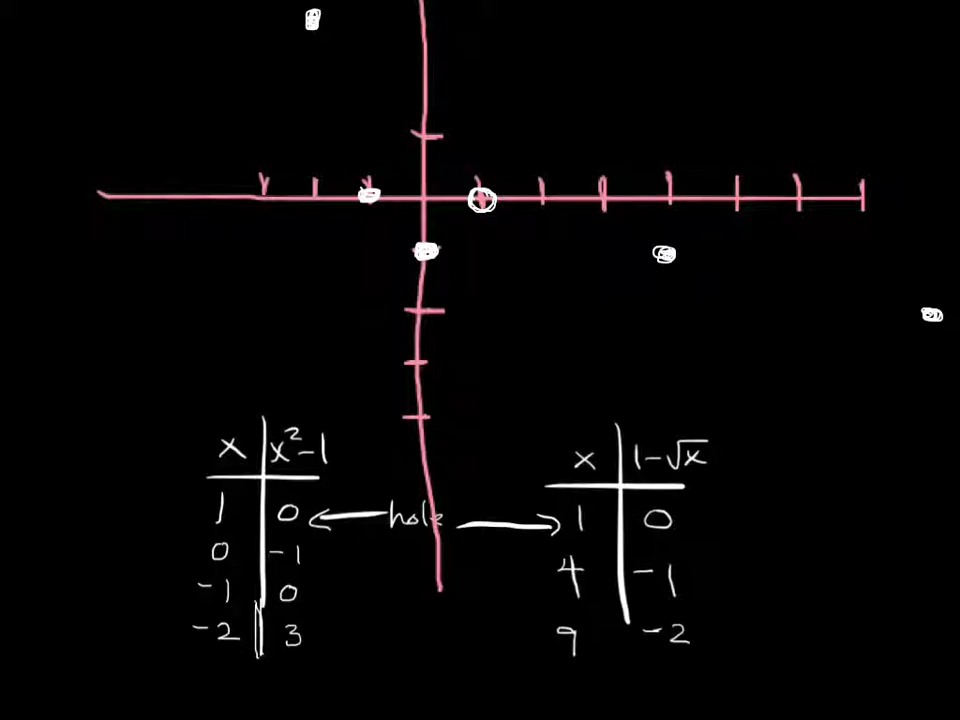 x x²-1
1 0
0 -1
-1 0
-2 3
hole
x 1-√x
1 0
4 -1
9 -2